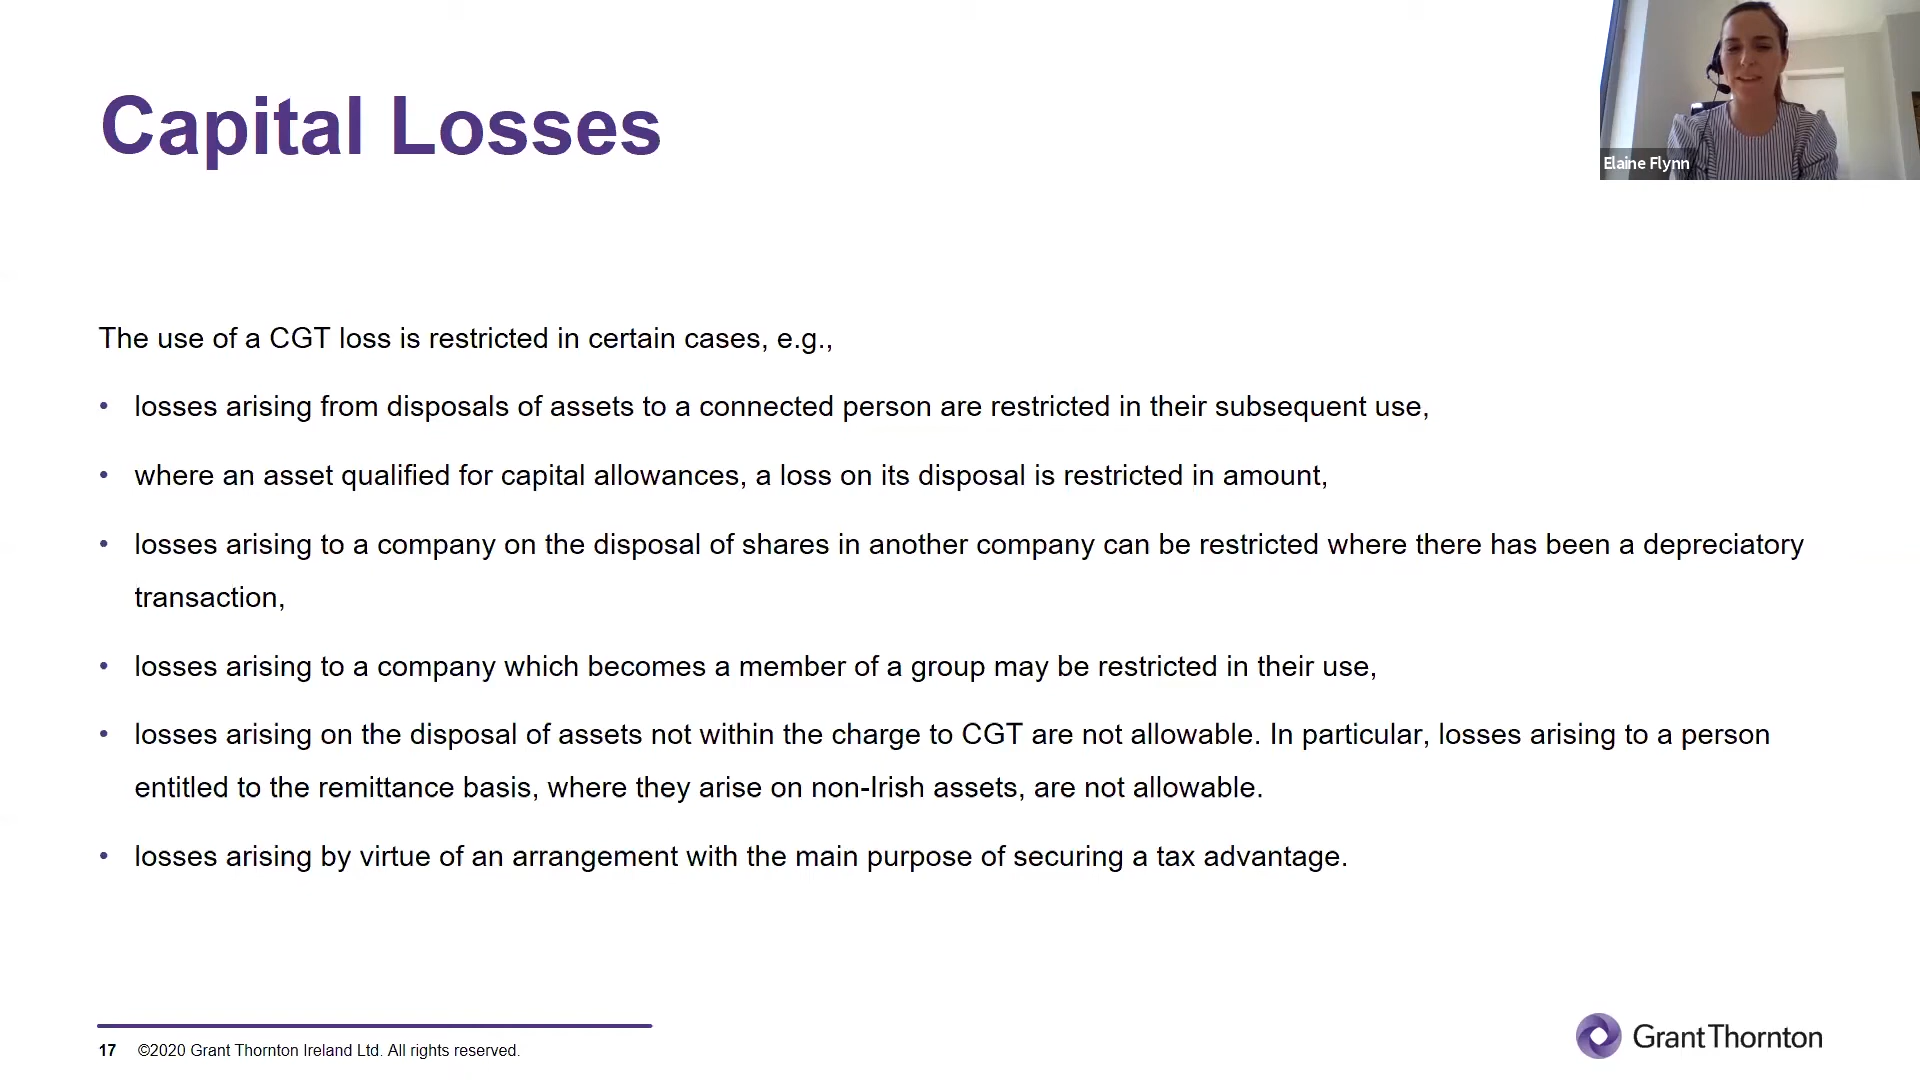 Capital Losses
Elaine Flynn
The use of a CGT loss is restricted in certain cases, e.g.,
• losses arising from disposals of assets to a connected person are restricted in their subsequent use,
• where an asset qualified for capital allowances, a loss on its disposal is restricted in amount,
• losses arising to a company on the disposal of shares in another company can be restricted where there has been a depreciatory
transaction,
• losses arising to a company which becomes a member of a group may be restricted in their use,
• losses arising on the disposal of assets not within the charge to CGT are not allowable. In particular, losses arising to a person
entitled to the remittance basis, where they arise on non-Irish assets, are not allowable.
• losses arising by virtue of an arrangement with the main purpose of securing a tax advantage.
17 ©2020 Grant Thornton Ireland Ltd. All rights reserved.
Grant Thornton